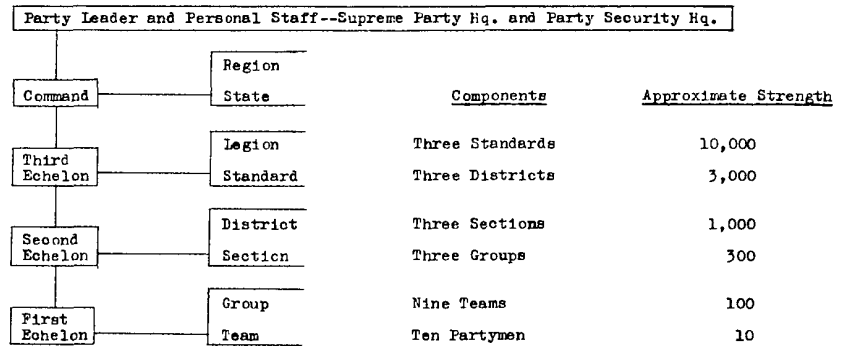 Party Leader and Personal Staff--Supreme Party Hq. and Party Security Hq.
Region
Command State Components Approximate Strength
Legion Three Standards 10,000
Third
Echelon Standard Three Districts 3,000
District Three Sections 1,000
Second
Echelon Section Three Groups 300
Group Nine Teams 100
First
Echelon Team Ten Partymen 10